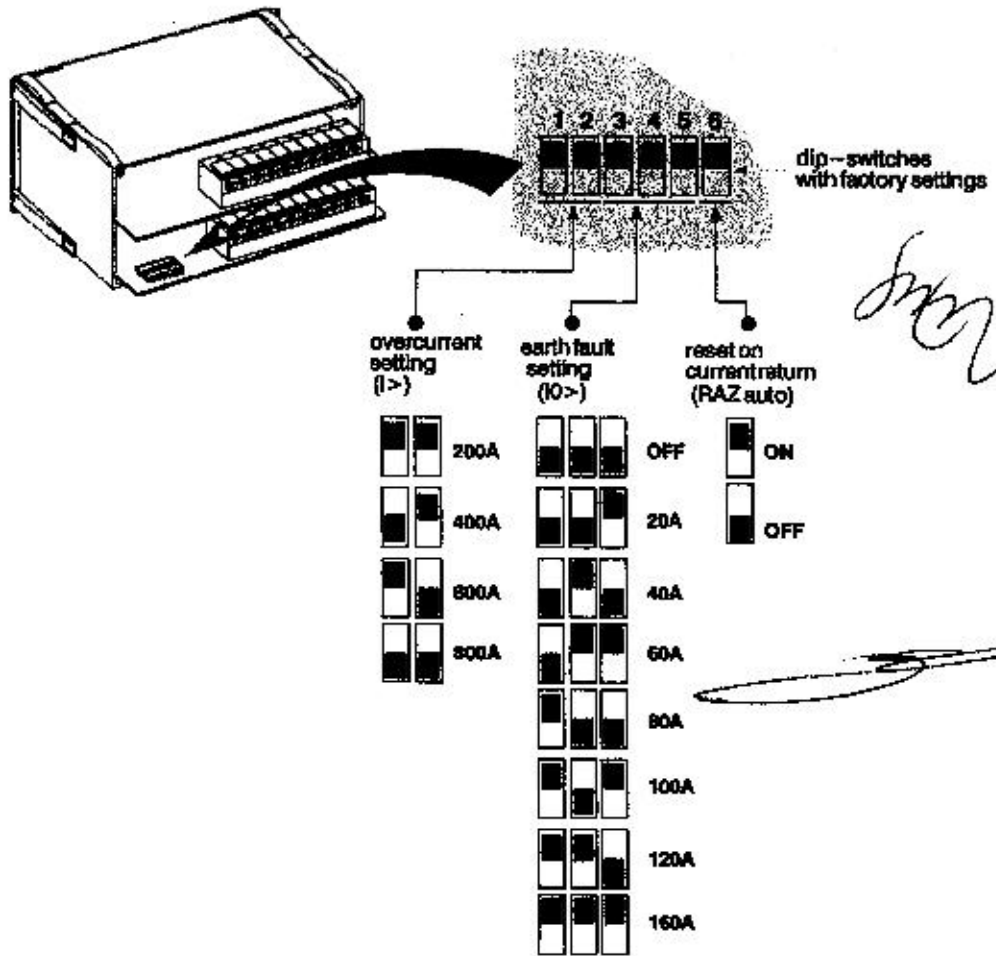 1 2 3 4 5 6
dip-switches
with factory settings
overcurrent
setting
(I>)
earth fault
setting
(I0>)
reset on
current return
(RAZ auto)
200A
400A
600A
800A
OFF
20A
40A
60A
80A
100A
120A
160A
ON
OFF